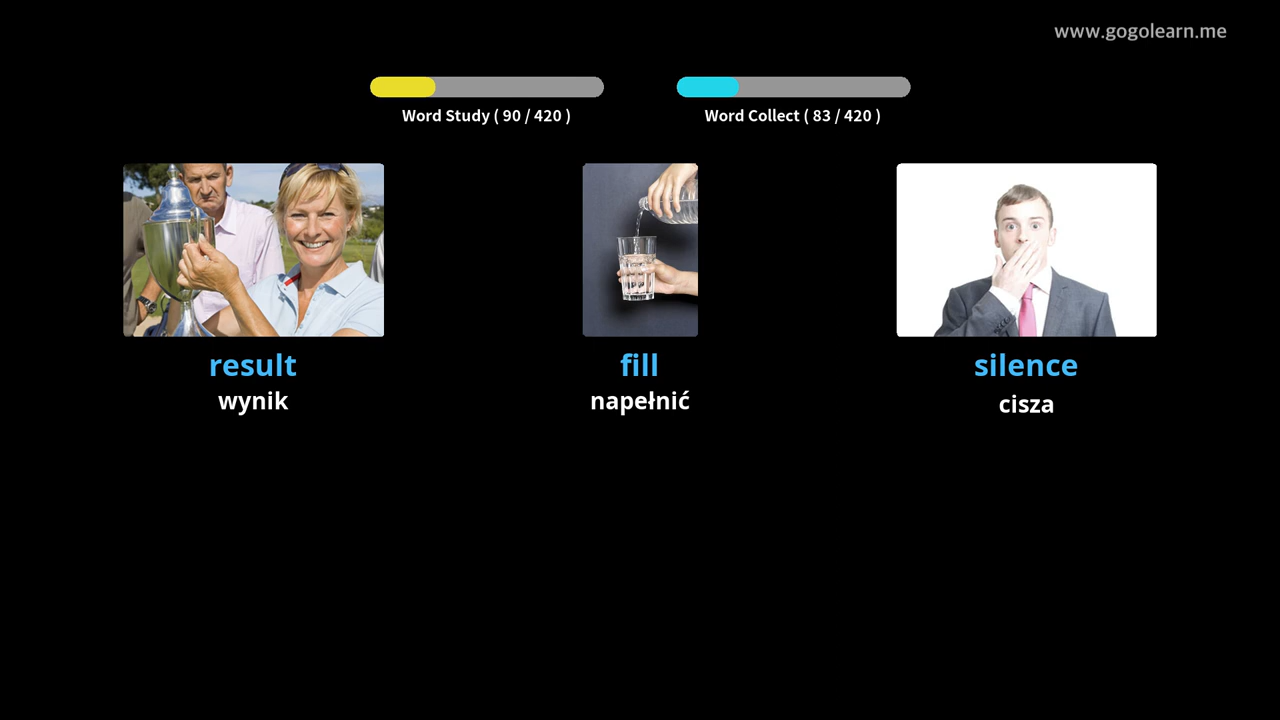 www.gogolearn.me
Word Study ( 90 / 420 )
Word Collect ( 83 / 420 )
result
wynik
fill
napełnić
silence
cisza